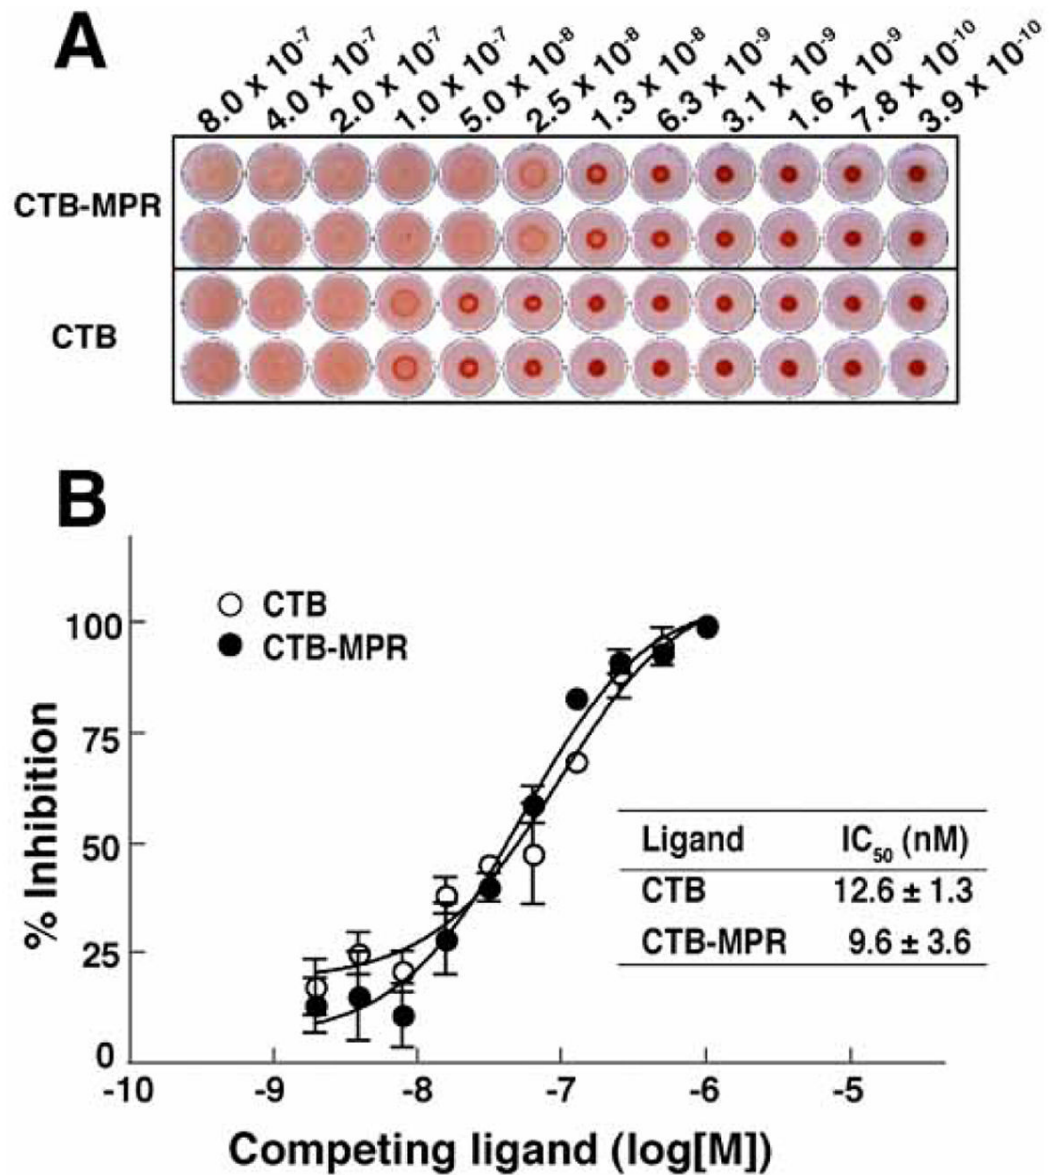 A
8.0 x 10⁻⁷
4.0 x 10⁻⁷
2.0 x 10⁻⁷
1.0 x 10⁻⁷
5.0 x 10⁻⁸
2.5 x 10⁻⁸
1.3 x 10⁻⁸
6.3 x 10⁻⁹
3.1 x 10⁻⁹
1.6 x 10⁻⁹
7.8 x 10⁻¹⁰
3.9 x 10⁻¹⁰
CTB-MPR
CTB
B
CTB
CTB-MPR
100
75
50
25
0
% Inhibition
Ligand IC₅₀ (nM)
CTB 12.6 ± 1.3
CTB-MPR 9.6 ± 3.6
-10 -9 -8 -7 -6 -5
Competing ligand (log[M])